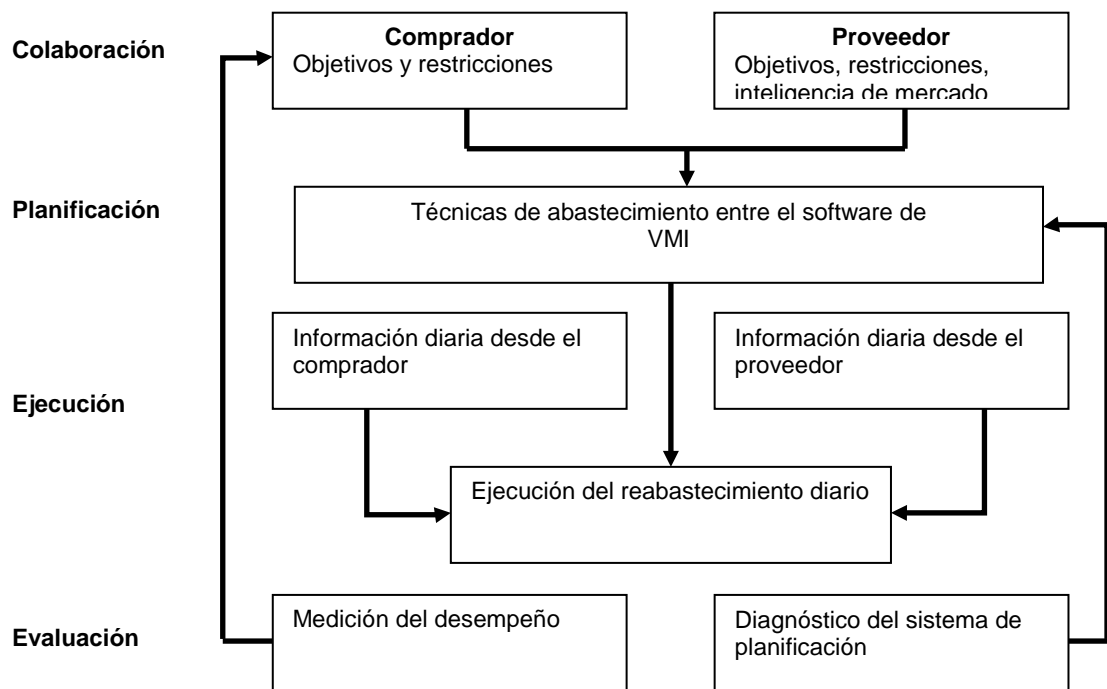 Colaboración
Comprador
Objetivos y restricciones
Proveedor
Objetivos, restricciones,
inteligencia de mercado
Planificación
Técnicas de abastecimiento entre el software de
VMI
Ejecución
Información diaria desde el
comprador
Información diaria desde el
proveedor
Ejecución del reabastecimiento diario
Evaluación
Medición del desempeño
Diagnóstico del sistema de
planificación